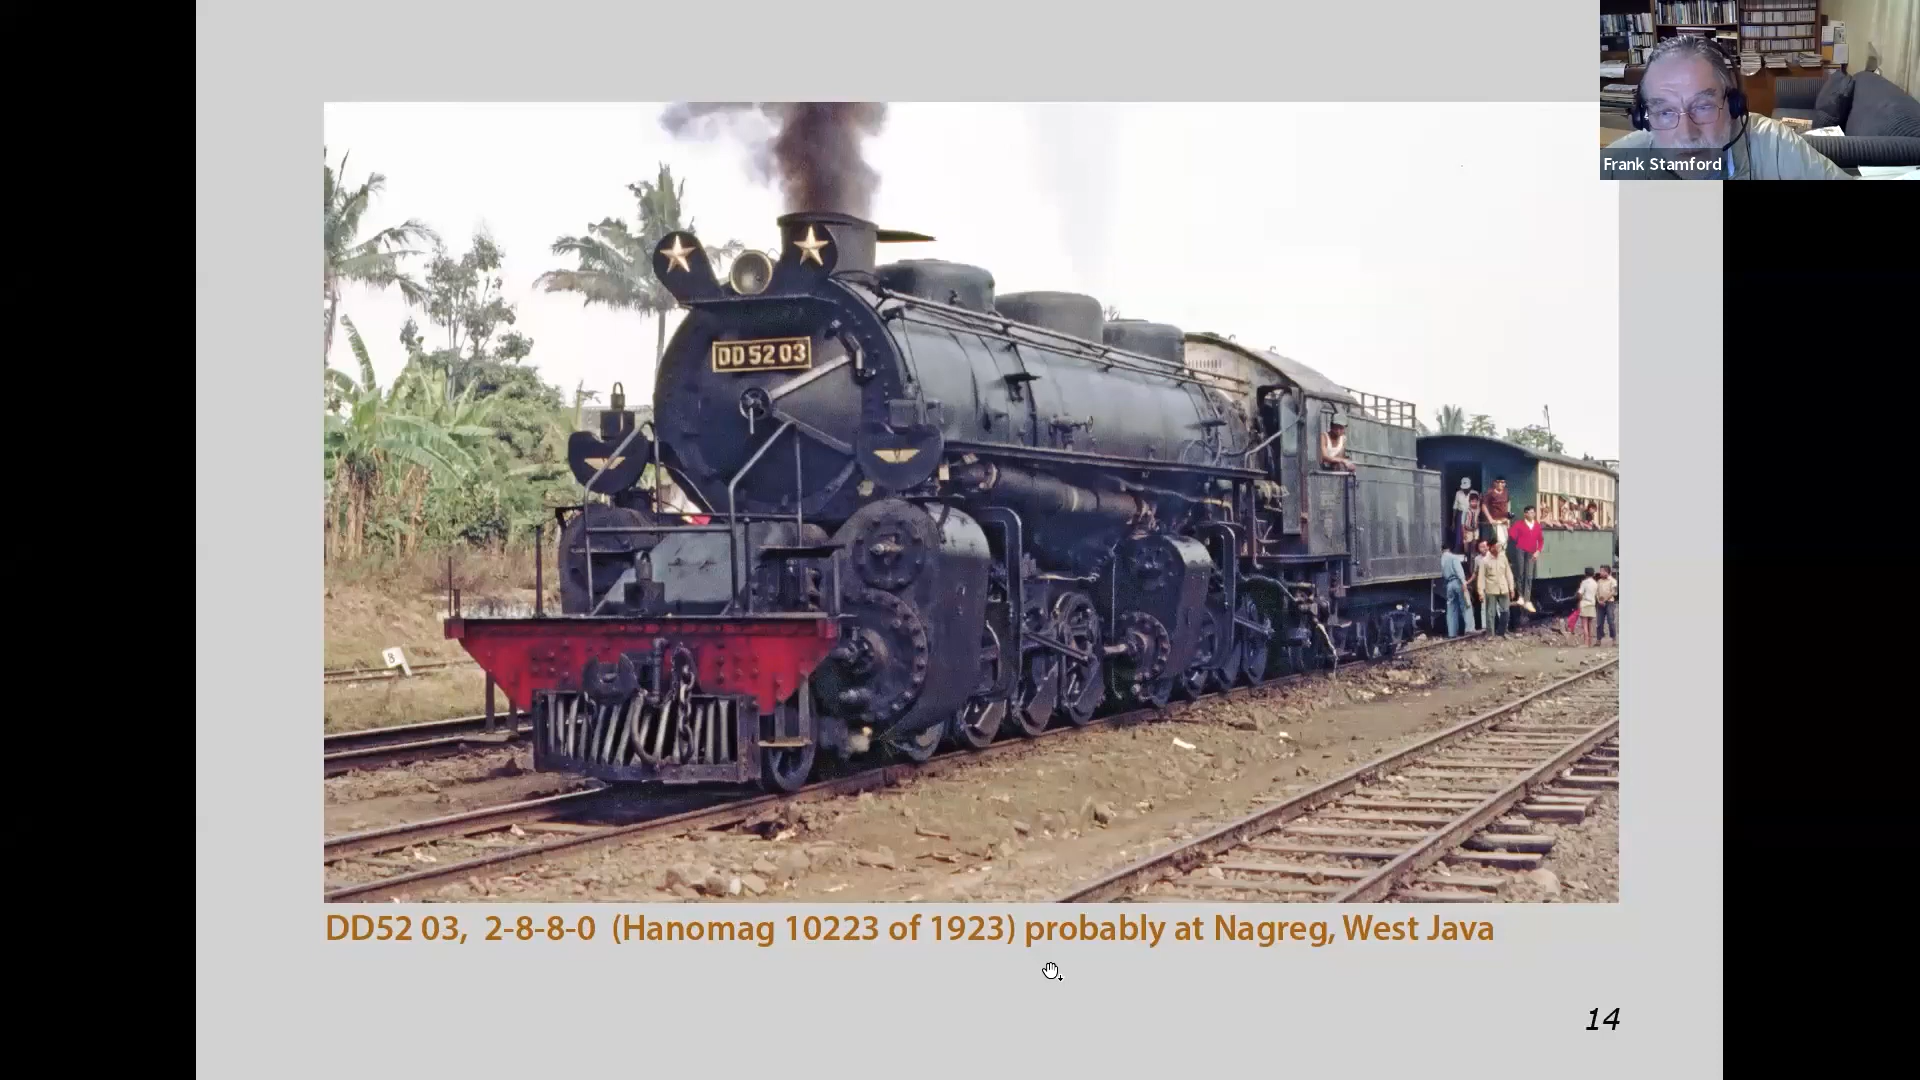 Frank Stamford
DD52 03
8
DD52 03, 2-8-8-0 (Hanomag 10223 of 1923) probably at Nagreg, West Java
14